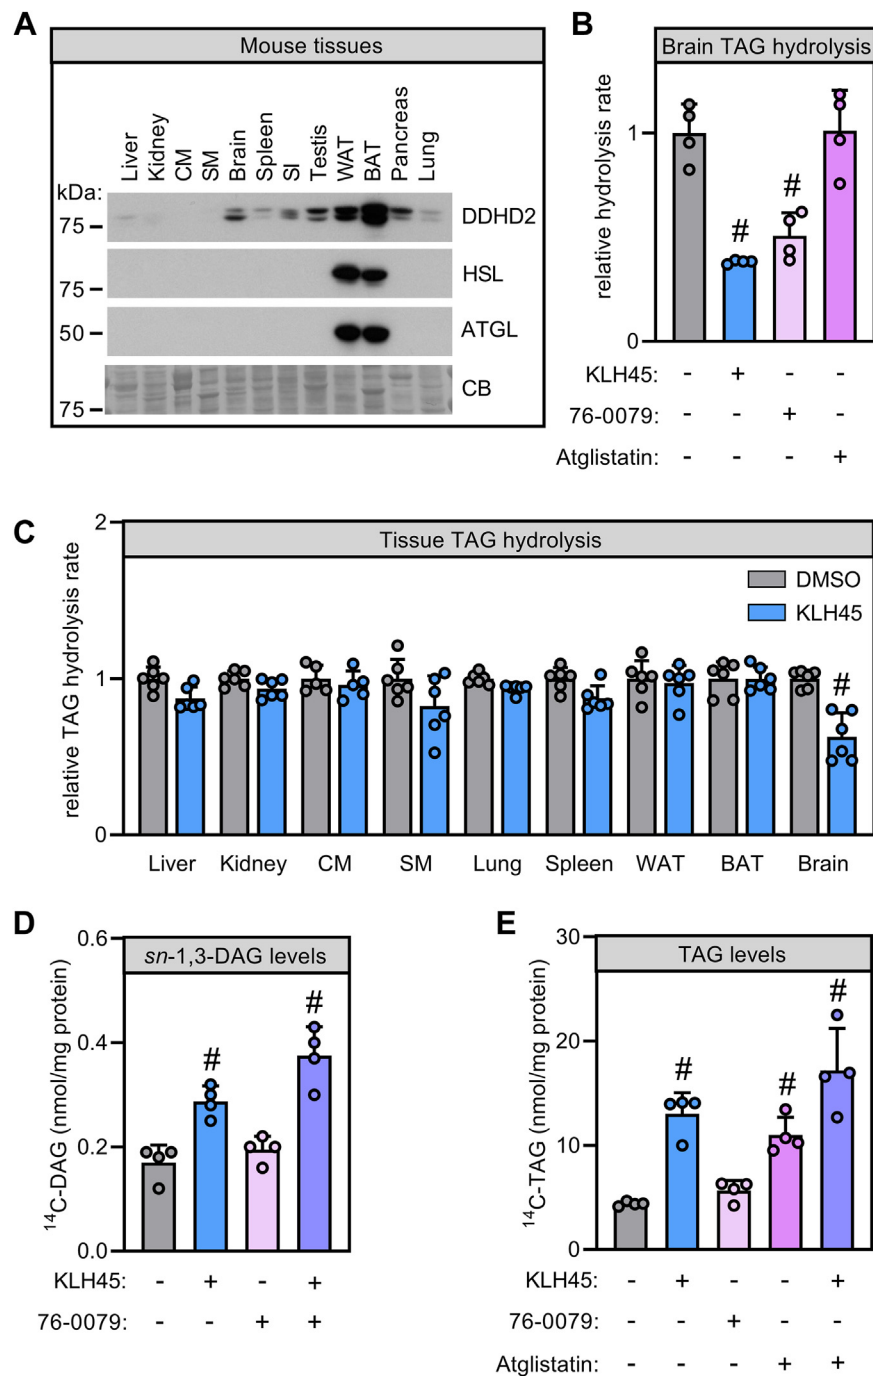 A
Mouse tissues
Liver Kidney CM SM Brain Spleen SI Testis WAT BAT Pancreas Lung
kDa:
75 DDHD2
75 HSL
50 ATGL
75 CB
B
Brain TAG hydrolysis
relative hydrolysis rate
1
0
# #
KLH45: - + - -
76-0079: - - + -
Atglistatin: - - - +
C
Tissue TAG hydrolysis
relative TAG hydrolysis rate
2
1
0
DMSO
KLH45
#
Liver Kidney CM SM Lung Spleen WAT BAT Brain
D
sn-1,3-DAG levels
¹⁴C-DAG (nmol/mg protein)
0.6
0.4
0.2
0.0
# #
KLH45: - + - +
76-0079: - - + +
E
TAG levels
¹⁴C-TAG (nmol/mg protein)
30
20
10
0
# # #
KLH45: - + - - +
76-0079: - - + - -
Atglistatin: - - - + +